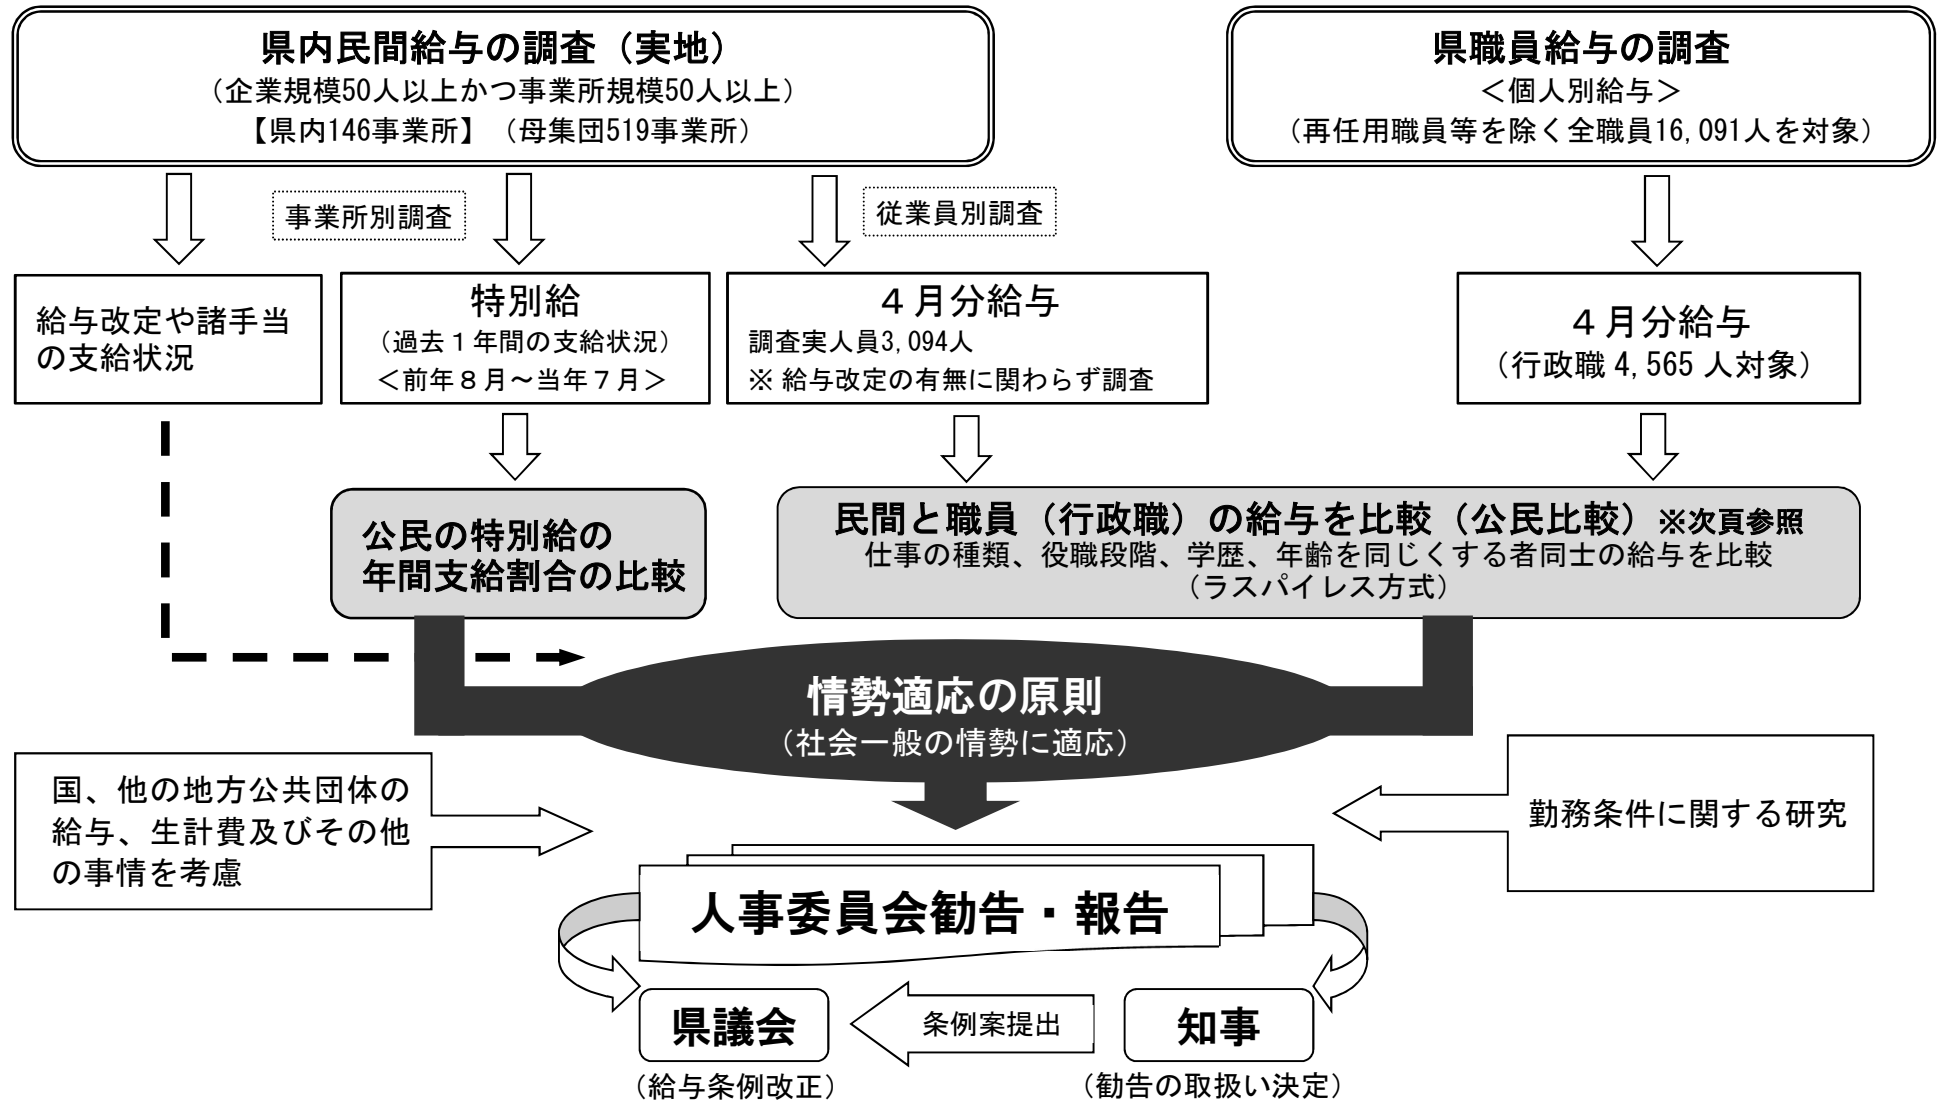 県内民間給与の調査（実地）
（企業規模50人以上かつ事業所規模50人以上）
【県内146事業所】（母集団519事業所）
県職員給与の調査
＜個人別給与＞
（再任用職員等を除く全職員16,091人を対象）
事業所別調査
従業員別調査
給与改定や諸手当
の支給状況
特別給
（過去１年間の支給状況）
＜前年８月～当年７月＞
４月分給与
調査実人員3,094人
※ 給与改定の有無に関わらず調査
４月分給与
（行政職 4,565 人対象）
公民の特別給の
年間支給割合の比較
民間と職員（行政職）の給与を比較（公民比較）※次頁参照
仕事の種類、役職段階、学歴、年齢を同じくする者同士の給与を比較
（ラスパイレス方式）
情勢適応の原則
（社会一般の情勢に適応）
国、他の地方公共団体の
給与、生計費及びその他
の事情を考慮
勤務条件に関する研究
人事委員会勧告・報告
県議会
（給与条例改正）
条例案提出
知事
（勧告の取扱い決定）